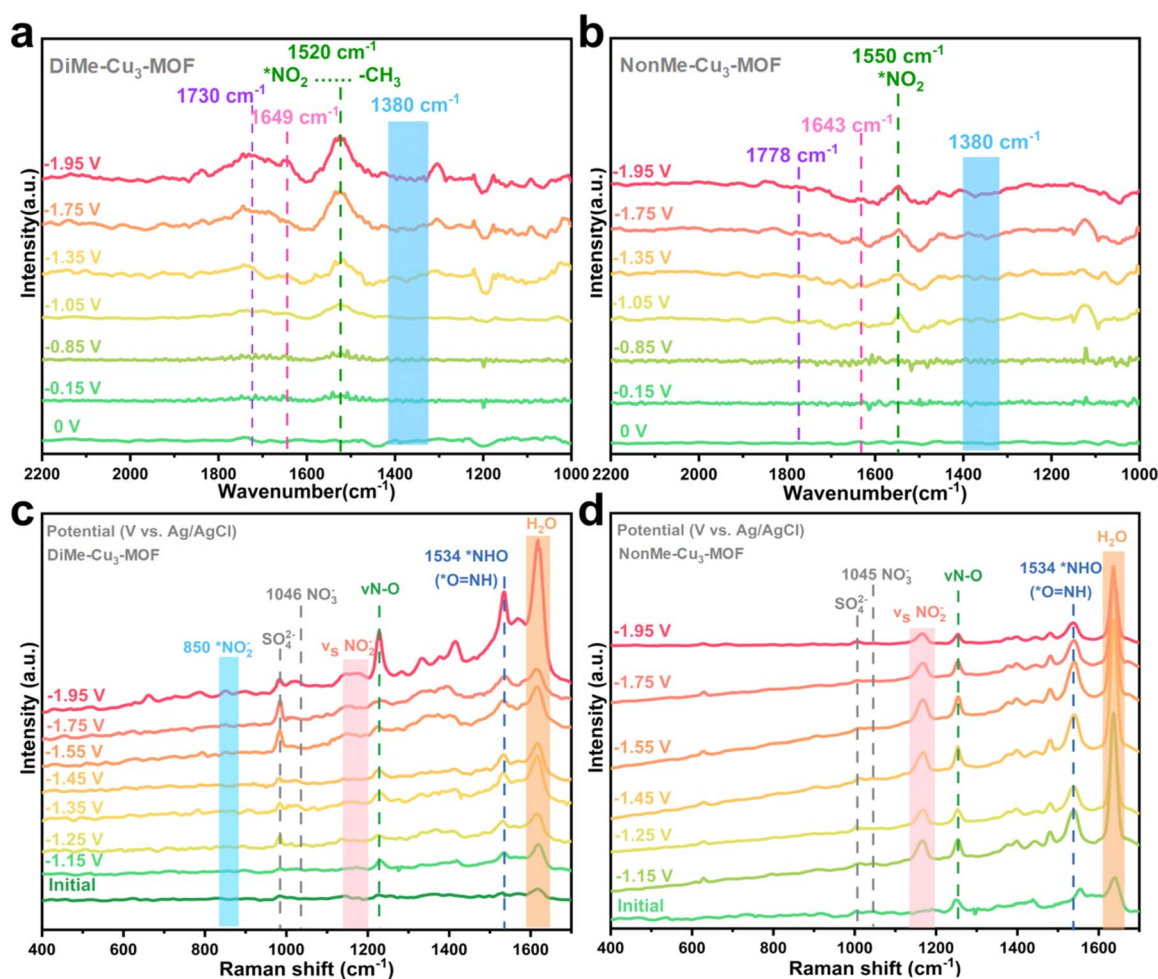 a
DiMe-Cu₃-MOF
1520 cm⁻¹
*NO₂ ...... -CH₃
1730 cm⁻¹
1649 cm⁻¹
1380 cm⁻¹
-1.95 V
-1.75 V
-1.35 V
-1.05 V
-0.85 V
-0.15 V
0 V
Intensity(a.u.)
2200 2000 1800 1600 1400 1200 1000
Wavenumber(cm⁻¹)
b
NonMe-Cu₃-MOF
1550 cm⁻¹
*NO₂
1643 cm⁻¹
1778 cm⁻¹
1380 cm⁻¹
-1.95 V
-1.75 V
-1.35 V
-1.05 V
-0.85 V
-0.15 V
0 V
Intensity(a.u.)
2200 2000 1800 1600 1400 1200 1000
Wavenumber(cm⁻¹)
c
Potential (V vs. Ag/AgCl)
DiMe-Cu₃-MOF
H₂O
1534 *NHO
(*O=NH)
1046 NO₃⁻
νN-O
SO₄²⁻
850 *NO₂⁻
νₛ NO₂⁻
-1.95 V
-1.75 V
-1.55 V
-1.45 V
-1.35 V
-1.25 V
-1.15 V
Initial
Intensity (a.u.)
400 600 800 1000 1200 1400 1600
Raman shift (cm⁻¹)
d
Potential (V vs. Ag/AgCl)
NonMe-Cu₃-MOF
H₂O
1534 *NHO
(*O=NH)
1045 NO₃⁻
νN-O
SO₄²⁻
νₛ NO₂⁻
-1.95 V
-1.75 V
-1.55 V
-1.45 V
-1.25 V
-1.15 V
Initial
Intensity (a.u.)
400 600 800 1000 1200 1400 1600
Raman shift (cm⁻¹)